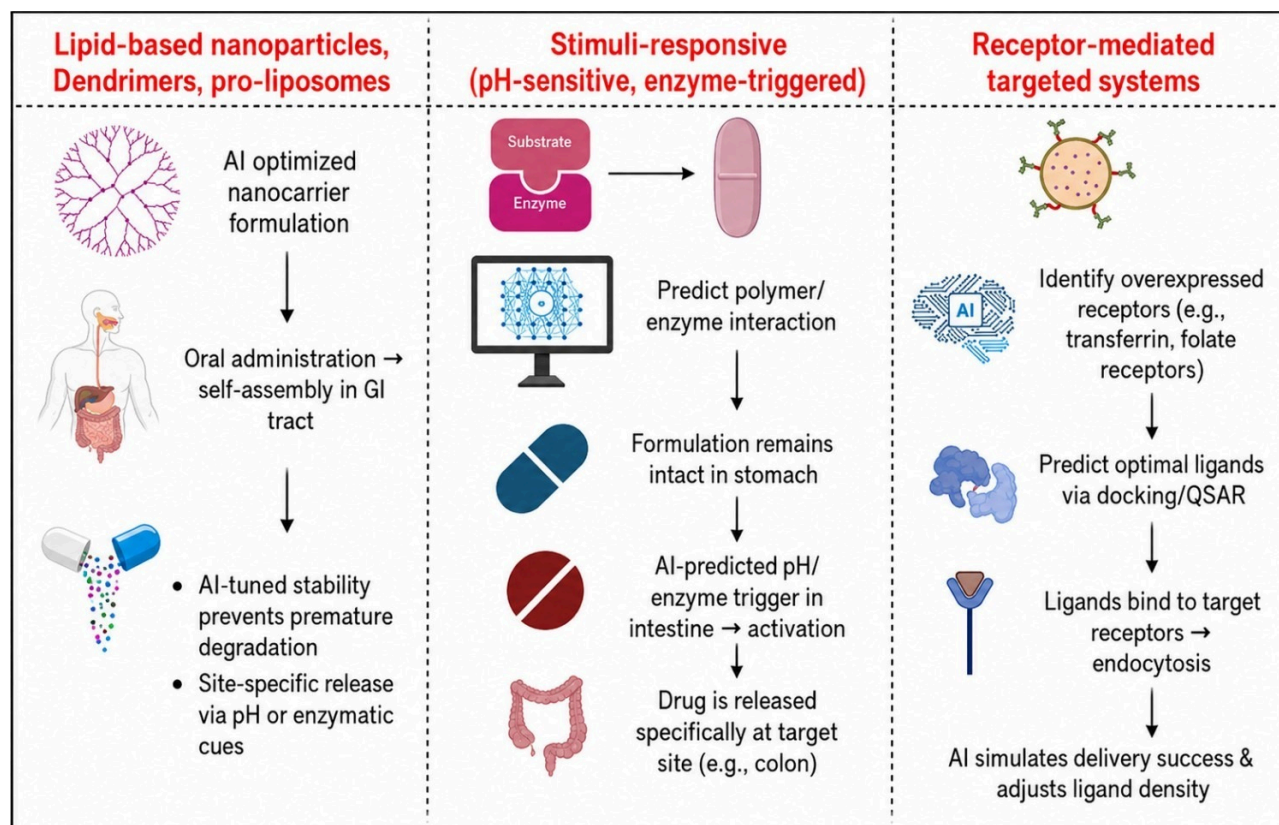 Lipid-based nanoparticles,
Dendrimers, pro-liposomes
AI optimized
nanocarrier
formulation
Oral administration →
self-assembly in GI
tract
• AI-tuned stability
prevents premature
degradation
• Site-specific release
via pH or enzymatic
cues
Stimuli-responsive
(pH-sensitive, enzyme-triggered)
Substrate
Enzyme
Predict polymer/
enzyme interaction
Formulation remains
intact in stomach
AI-predicted pH/
enzyme trigger in
intestine → activation
Drug is released
specifically at target
site (e.g., colon)
Receptor-mediated
targeted systems
AI
Identify overexpressed
receptors (e.g.,
transferrin, folate
receptors)
Predict optimal ligands
via docking/QSAR
Ligands bind to target
receptors →
endocytosis
AI simulates delivery success &
adjusts ligand density